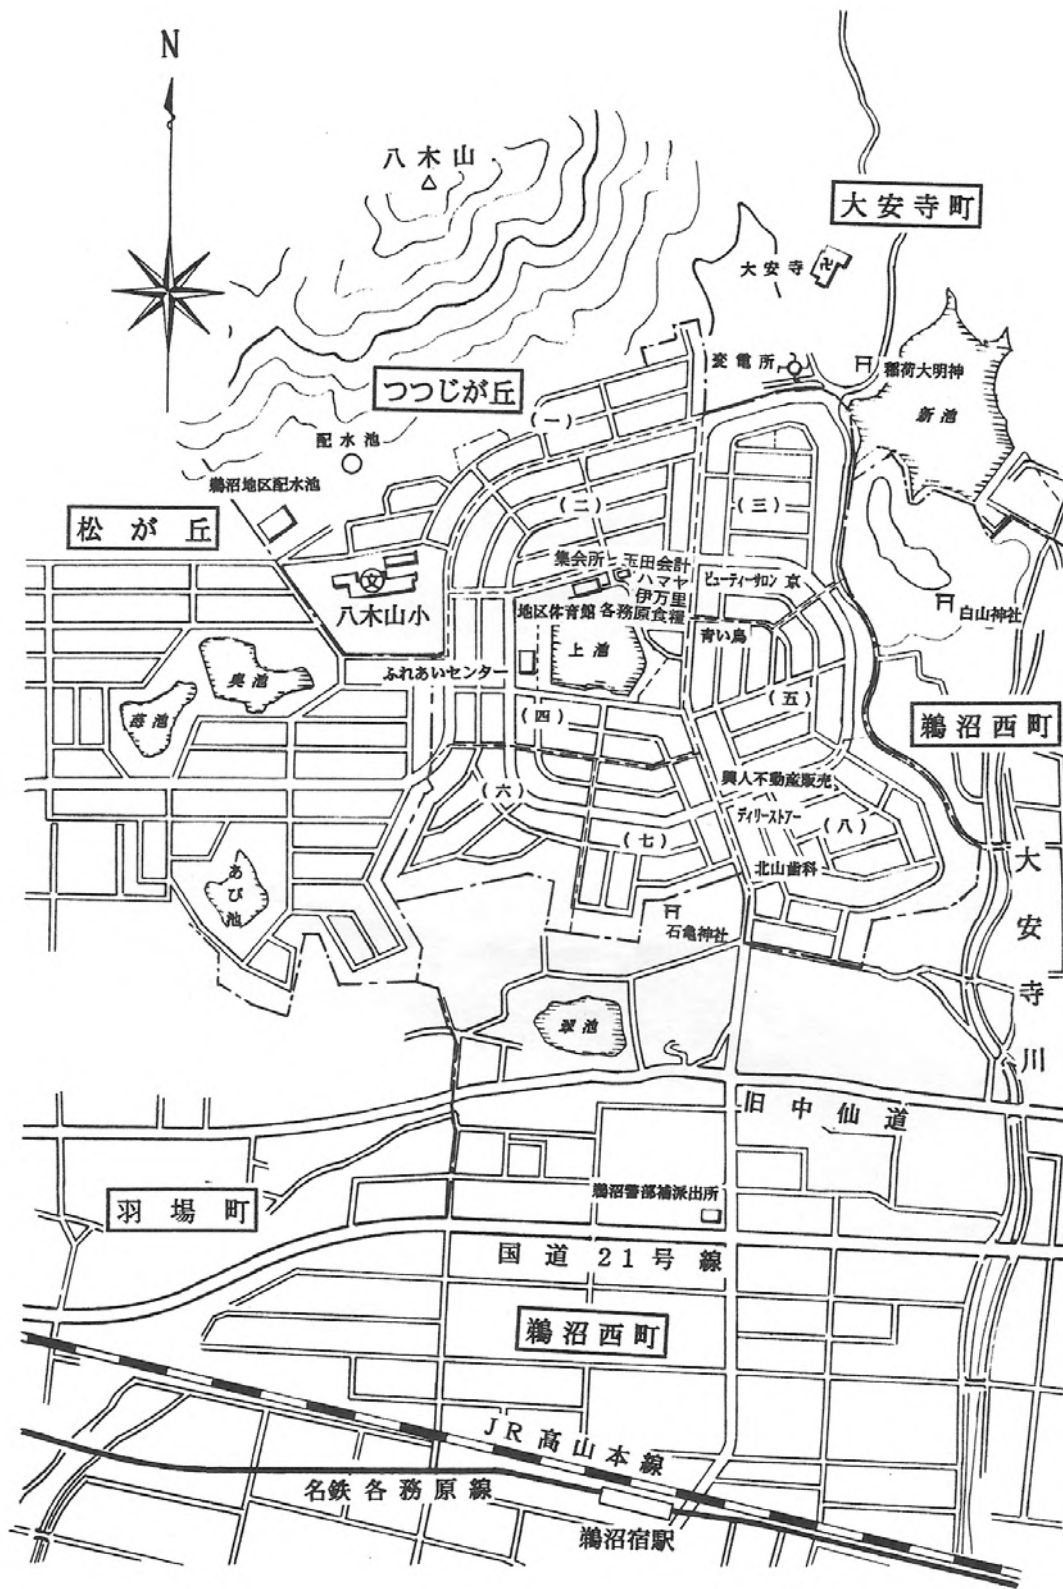 N
八木山
大安寺町
大安寺
卍
変電所
稲荷大明神
新池
つつじが丘
(一)
配水池
鵜沼地区配水池
松が丘
(二)
(三)
文
八木山小
集会所
玉田会計
ハマヤ
伊万里
地区体育館
各務原食糧
ビューティーサロン 京
青い鳥
白山神社
上池
ふれあいセンター
奥池
(四)
(五)
鵜沼西町
興人不動産販売
(六)
ディリーストアー
(七)
(八)
北山歯科
あび池
石亀神社
大安寺川
翠池
旧中仙道
羽場町
鵜沼警部補派出所
国道21号線
鵜沼西町
JR高山本線
名鉄各務原線
鵜沼宿駅